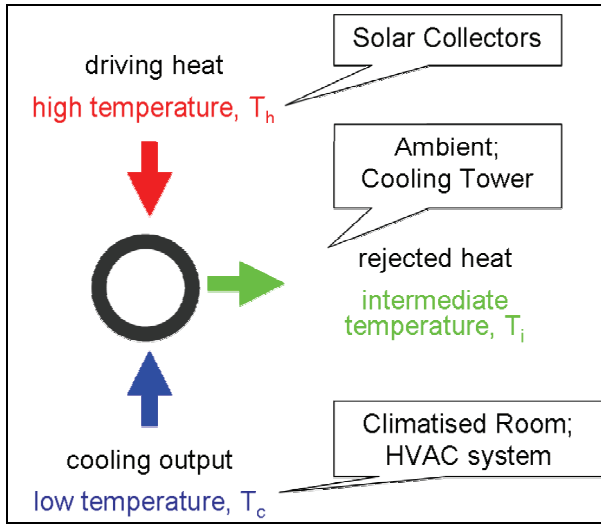 Solar Collectors
driving heat
high temperature, Th
Ambient;
Cooling Tower
rejected heat
intermediate
temperature, Ti
Climatised Room;
HVAC system
cooling output
low temperature, Tc